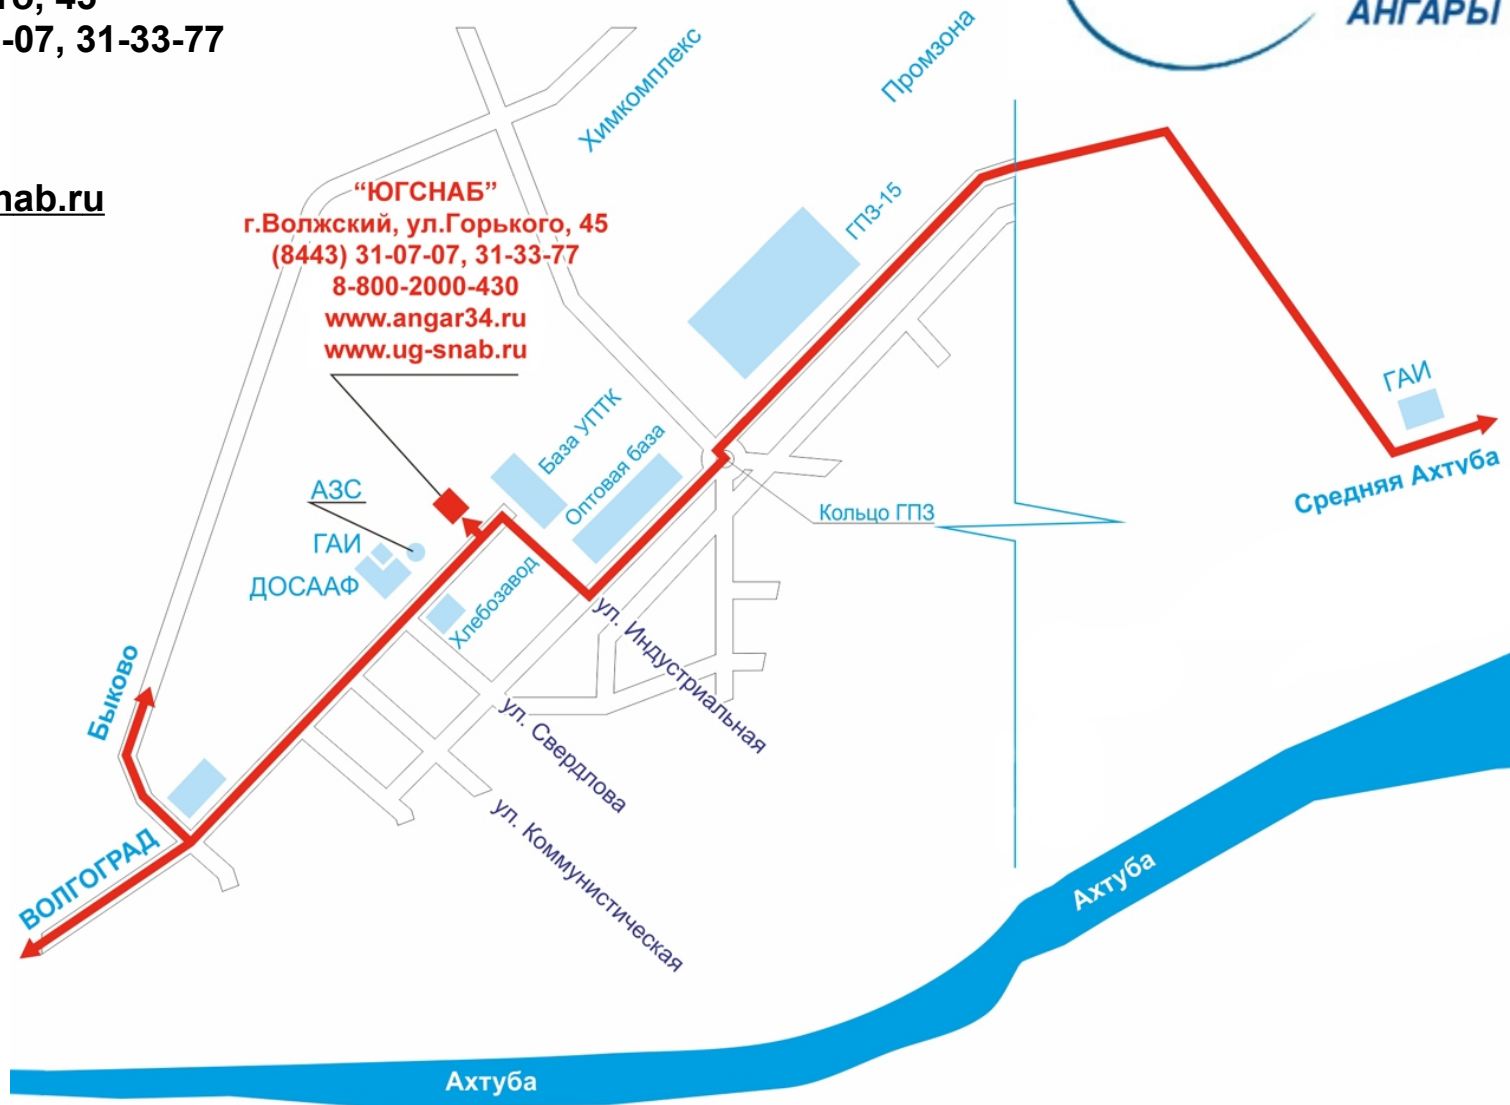 45
-07, 31-33-77
АНГАРЫ
nab.ru
Химкомплекс
Промзона
“ЮГСНАБ”
г.Волжский, ул.Горького, 45
(8443) 31-07-07, 31-33-77
8-800-2000-430
www.angar34.ru
www.ug-snab.ru
ГПЗ-15
ГАИ
Средняя Ахтуба
База УПТК
Оптовая база
АЗС
ГАИ
ДОСААФ
Хлебозавод
Кольцо ГПЗ
ул. Индустриальная
ул. Свердлова
ул. Коммунистическая
Быково
ВОЛГОГРАД
Ахтуба
Ахтуба